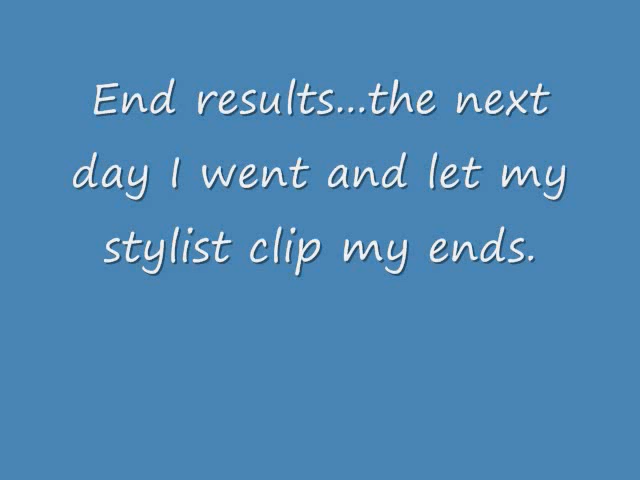 End results...the next
day I went and let my
stylist clip my ends.